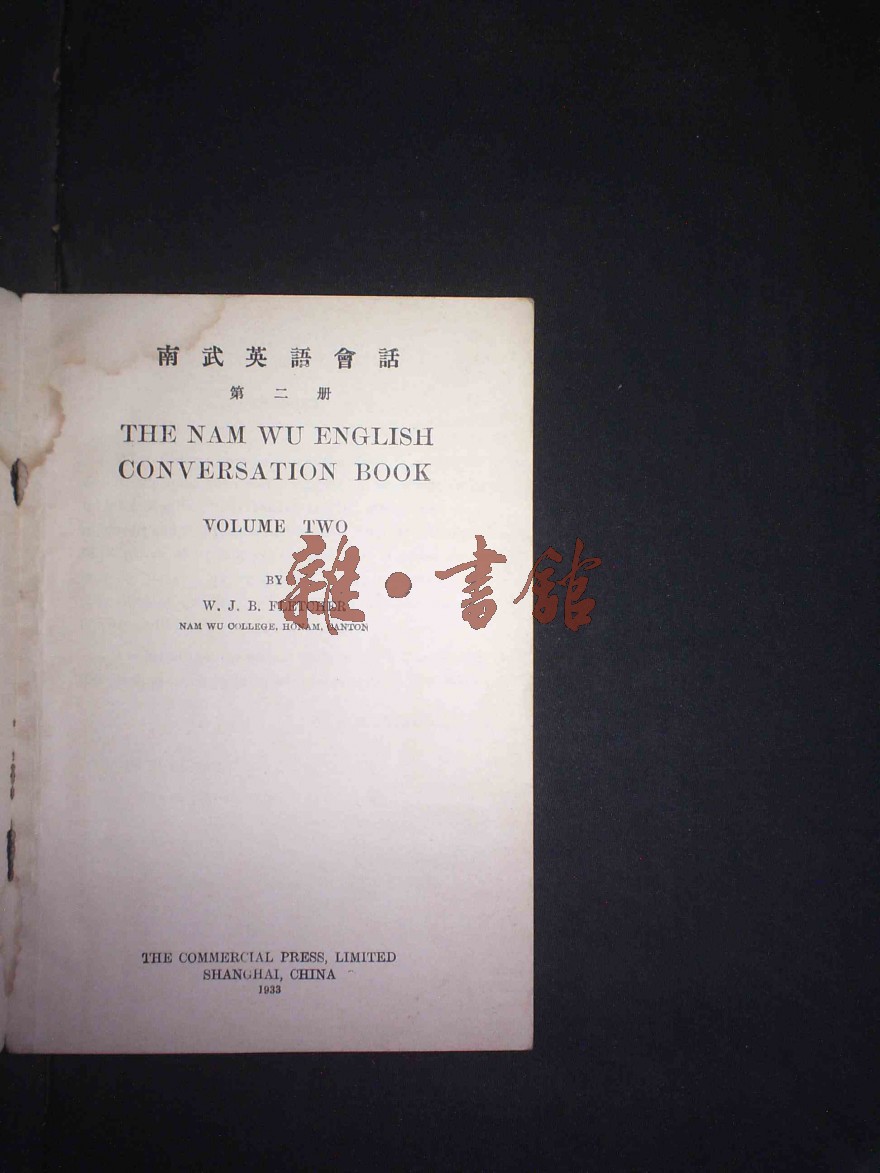 南武英語會話
第二册
THE NAM WU ENGLISH
CONVERSATION BOOK
VOLUME TWO
BY
W. J. B. FLETCHER
NAM WU COLLEGE, HONAM, CANTON
雜·書館
THE COMMERCIAL PRESS, LIMITED
SHANGHAI, CHINA
1933